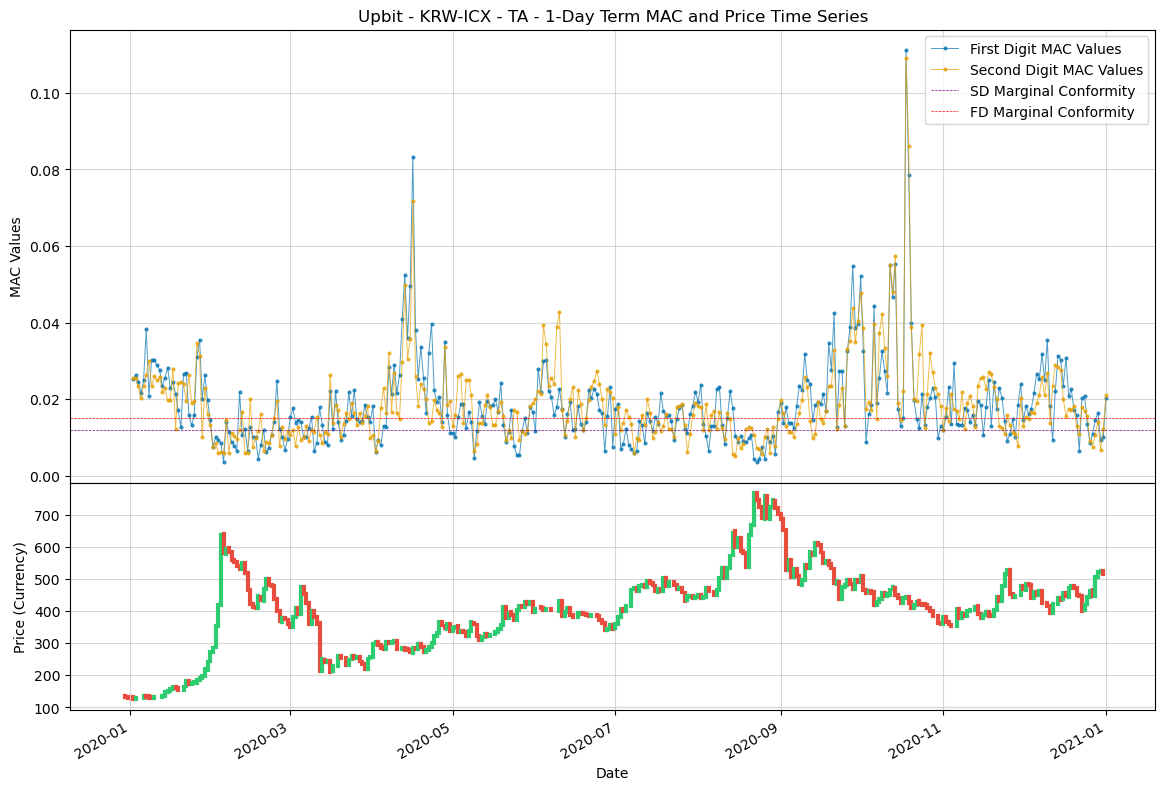 Upbit - KRW-ICX - TA - 1-Day Term MAC and Price Time Series
First Digit MAC Values
Second Digit MAC Values
SD Marginal Conformity
FD Marginal Conformity
MAC Values
0.10
0.08
0.06
0.04
0.02
0.00
Price (Currency)
700
600
500
400
300
200
100
2020-01
2020-03
2020-05
2020-07
2020-09
2020-11
2021-01
Date